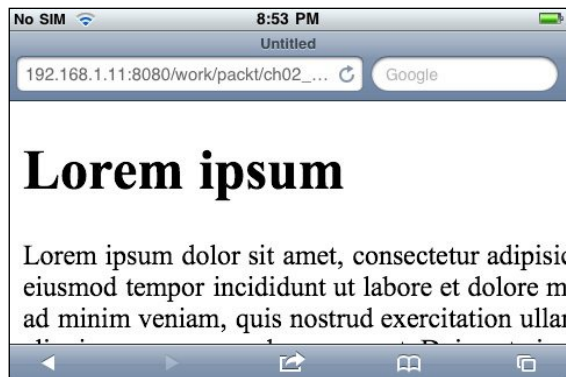 No SIM 8:53 PM
Untitled
192.168.1.11:8080/work/packt/ch02_... Google
Lorem ipsum
Lorem ipsum dolor sit amet, consectetur adipisic
eiusmod tempor incididunt ut labore et dolore m
ad minim veniam, quis nostrud exercitation ullar